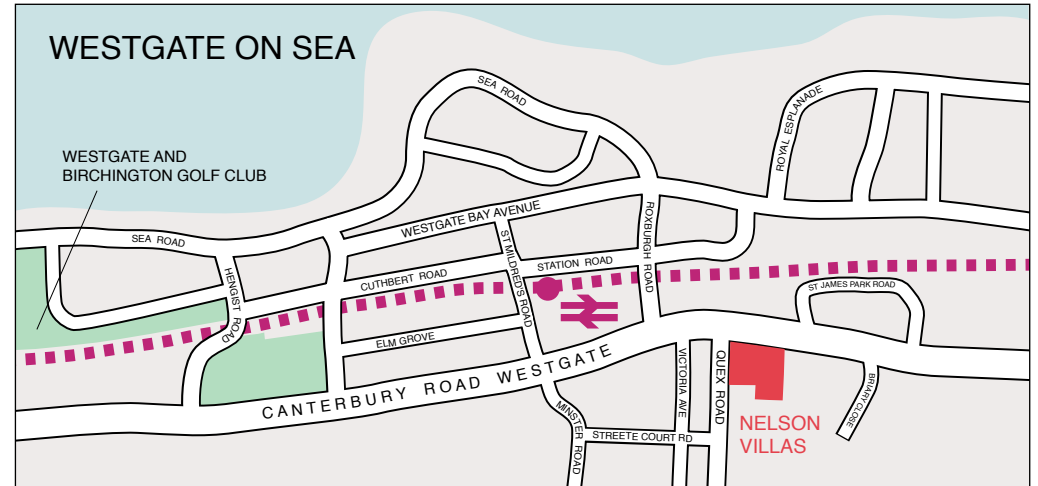 WESTGATE ON SEA
SEA ROAD
ROYAL ESPLANADE
WESTGATE AND
BIRCHINGTON GOLF CLUB
SEA ROAD
WESTGATE BAY AVENUE
ROXBURGH ROAD
ST MILDRED'S ROAD
STATION ROAD
HENGIST ROAD
CUTHBERT ROAD
ST JAMES PARK ROAD
ELM GROVE
CANTERBURY ROAD WESTGATE
VICTORIA AVE
QUEX ROAD
BRIARY CLOSE
MINSTER ROAD
STREETE COURT RD
NELSON
VILLAS